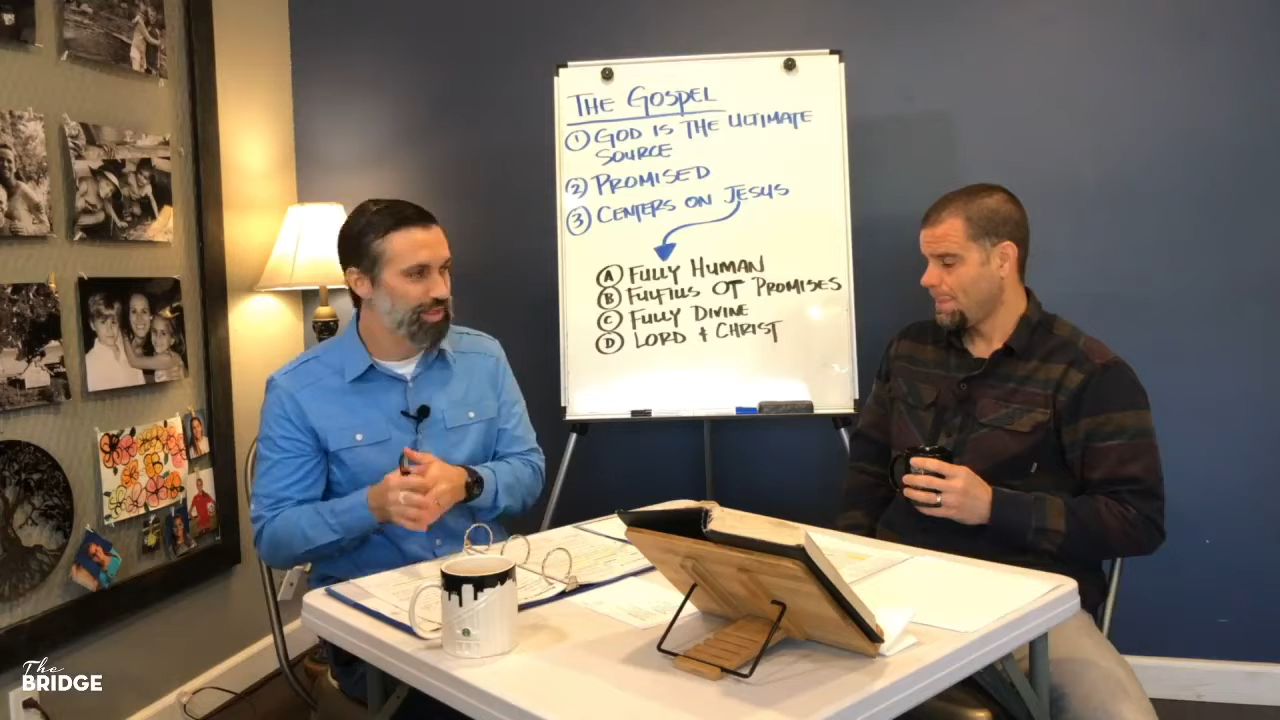 THE GOSPEL
① GOD IS THE ULTIMATE
SOURCE
② PROMISED
③ CENTERS ON JESUS
Ⓐ FULLY HUMAN
Ⓑ FULFILLS OT PROMISES
Ⓒ FULLY DIVINE
Ⓓ LORD & CHRIST
The
BRIDGE